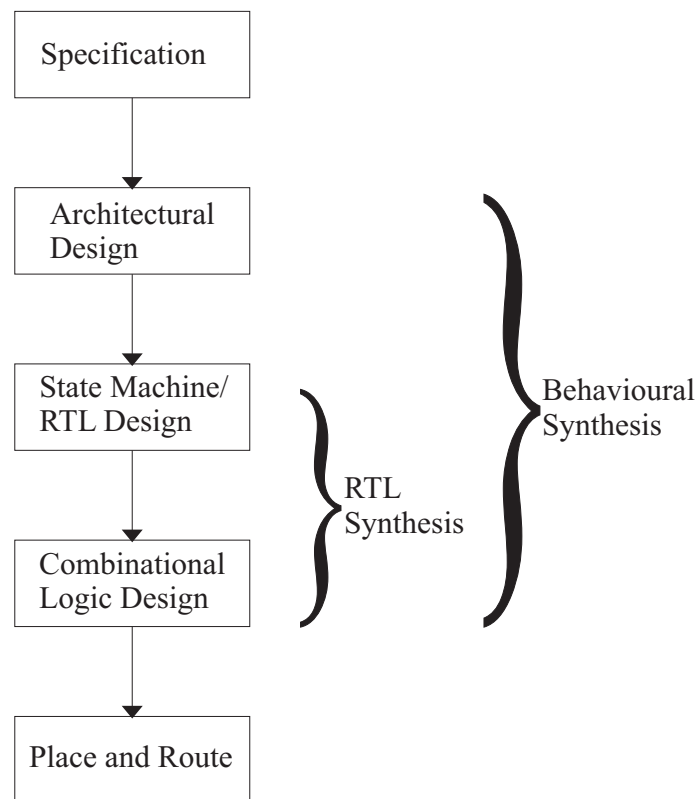 Specification
Architectural
Design
State Machine/
RTL Design
Behavioural
Synthesis
RTL
Synthesis
Combinational
Logic Design
Place and Route